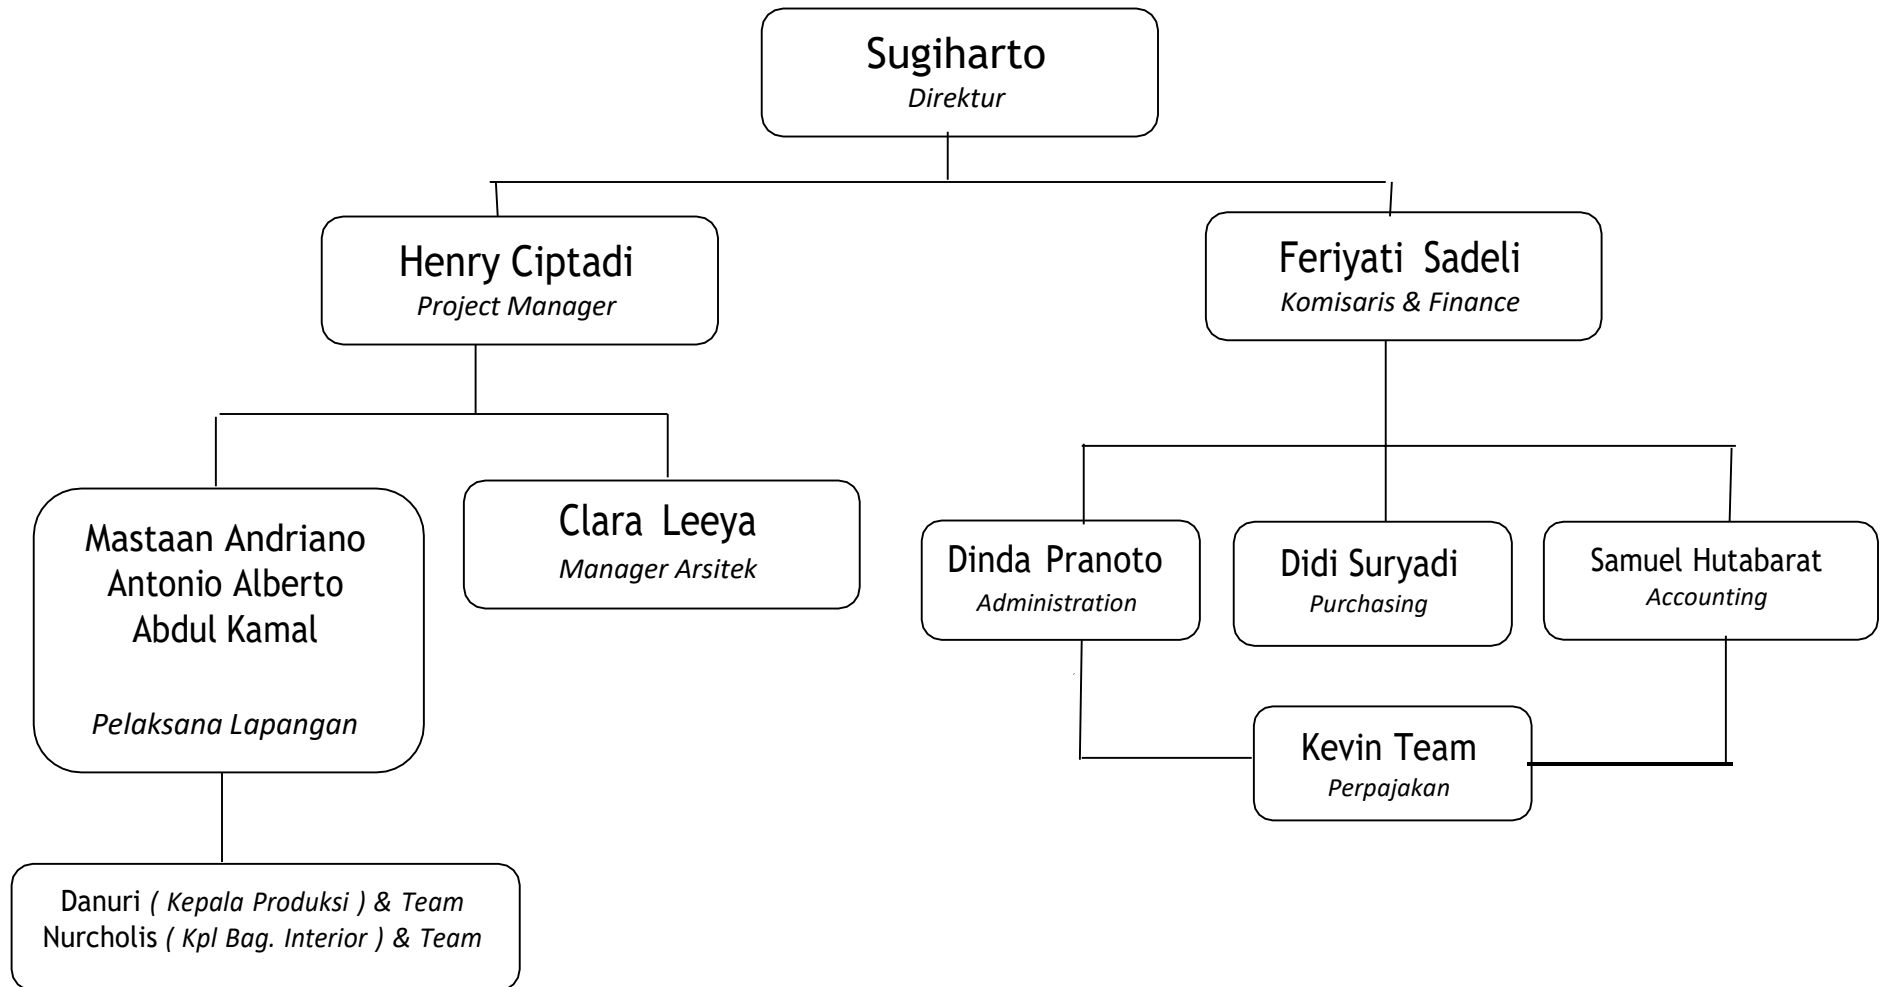 Sugiharto
Direktur
Henry Ciptadi
Project Manager
Feriyati Sadeli
Komisaris & Finance
Mastaan Andriano
Antonio Alberto
Abdul Kamal
Pelaksana Lapangan
Clara Leeya
Manager Arsitek
Dinda Pranoto
Administration
Didi Suryadi
Purchasing
Samuel Hutabarat
Accounting
Kevin Team
Perpajakan
Danuri ( Kepala Produksi ) & Team
Nurcholis ( Kpl Bag. Interior ) & Team